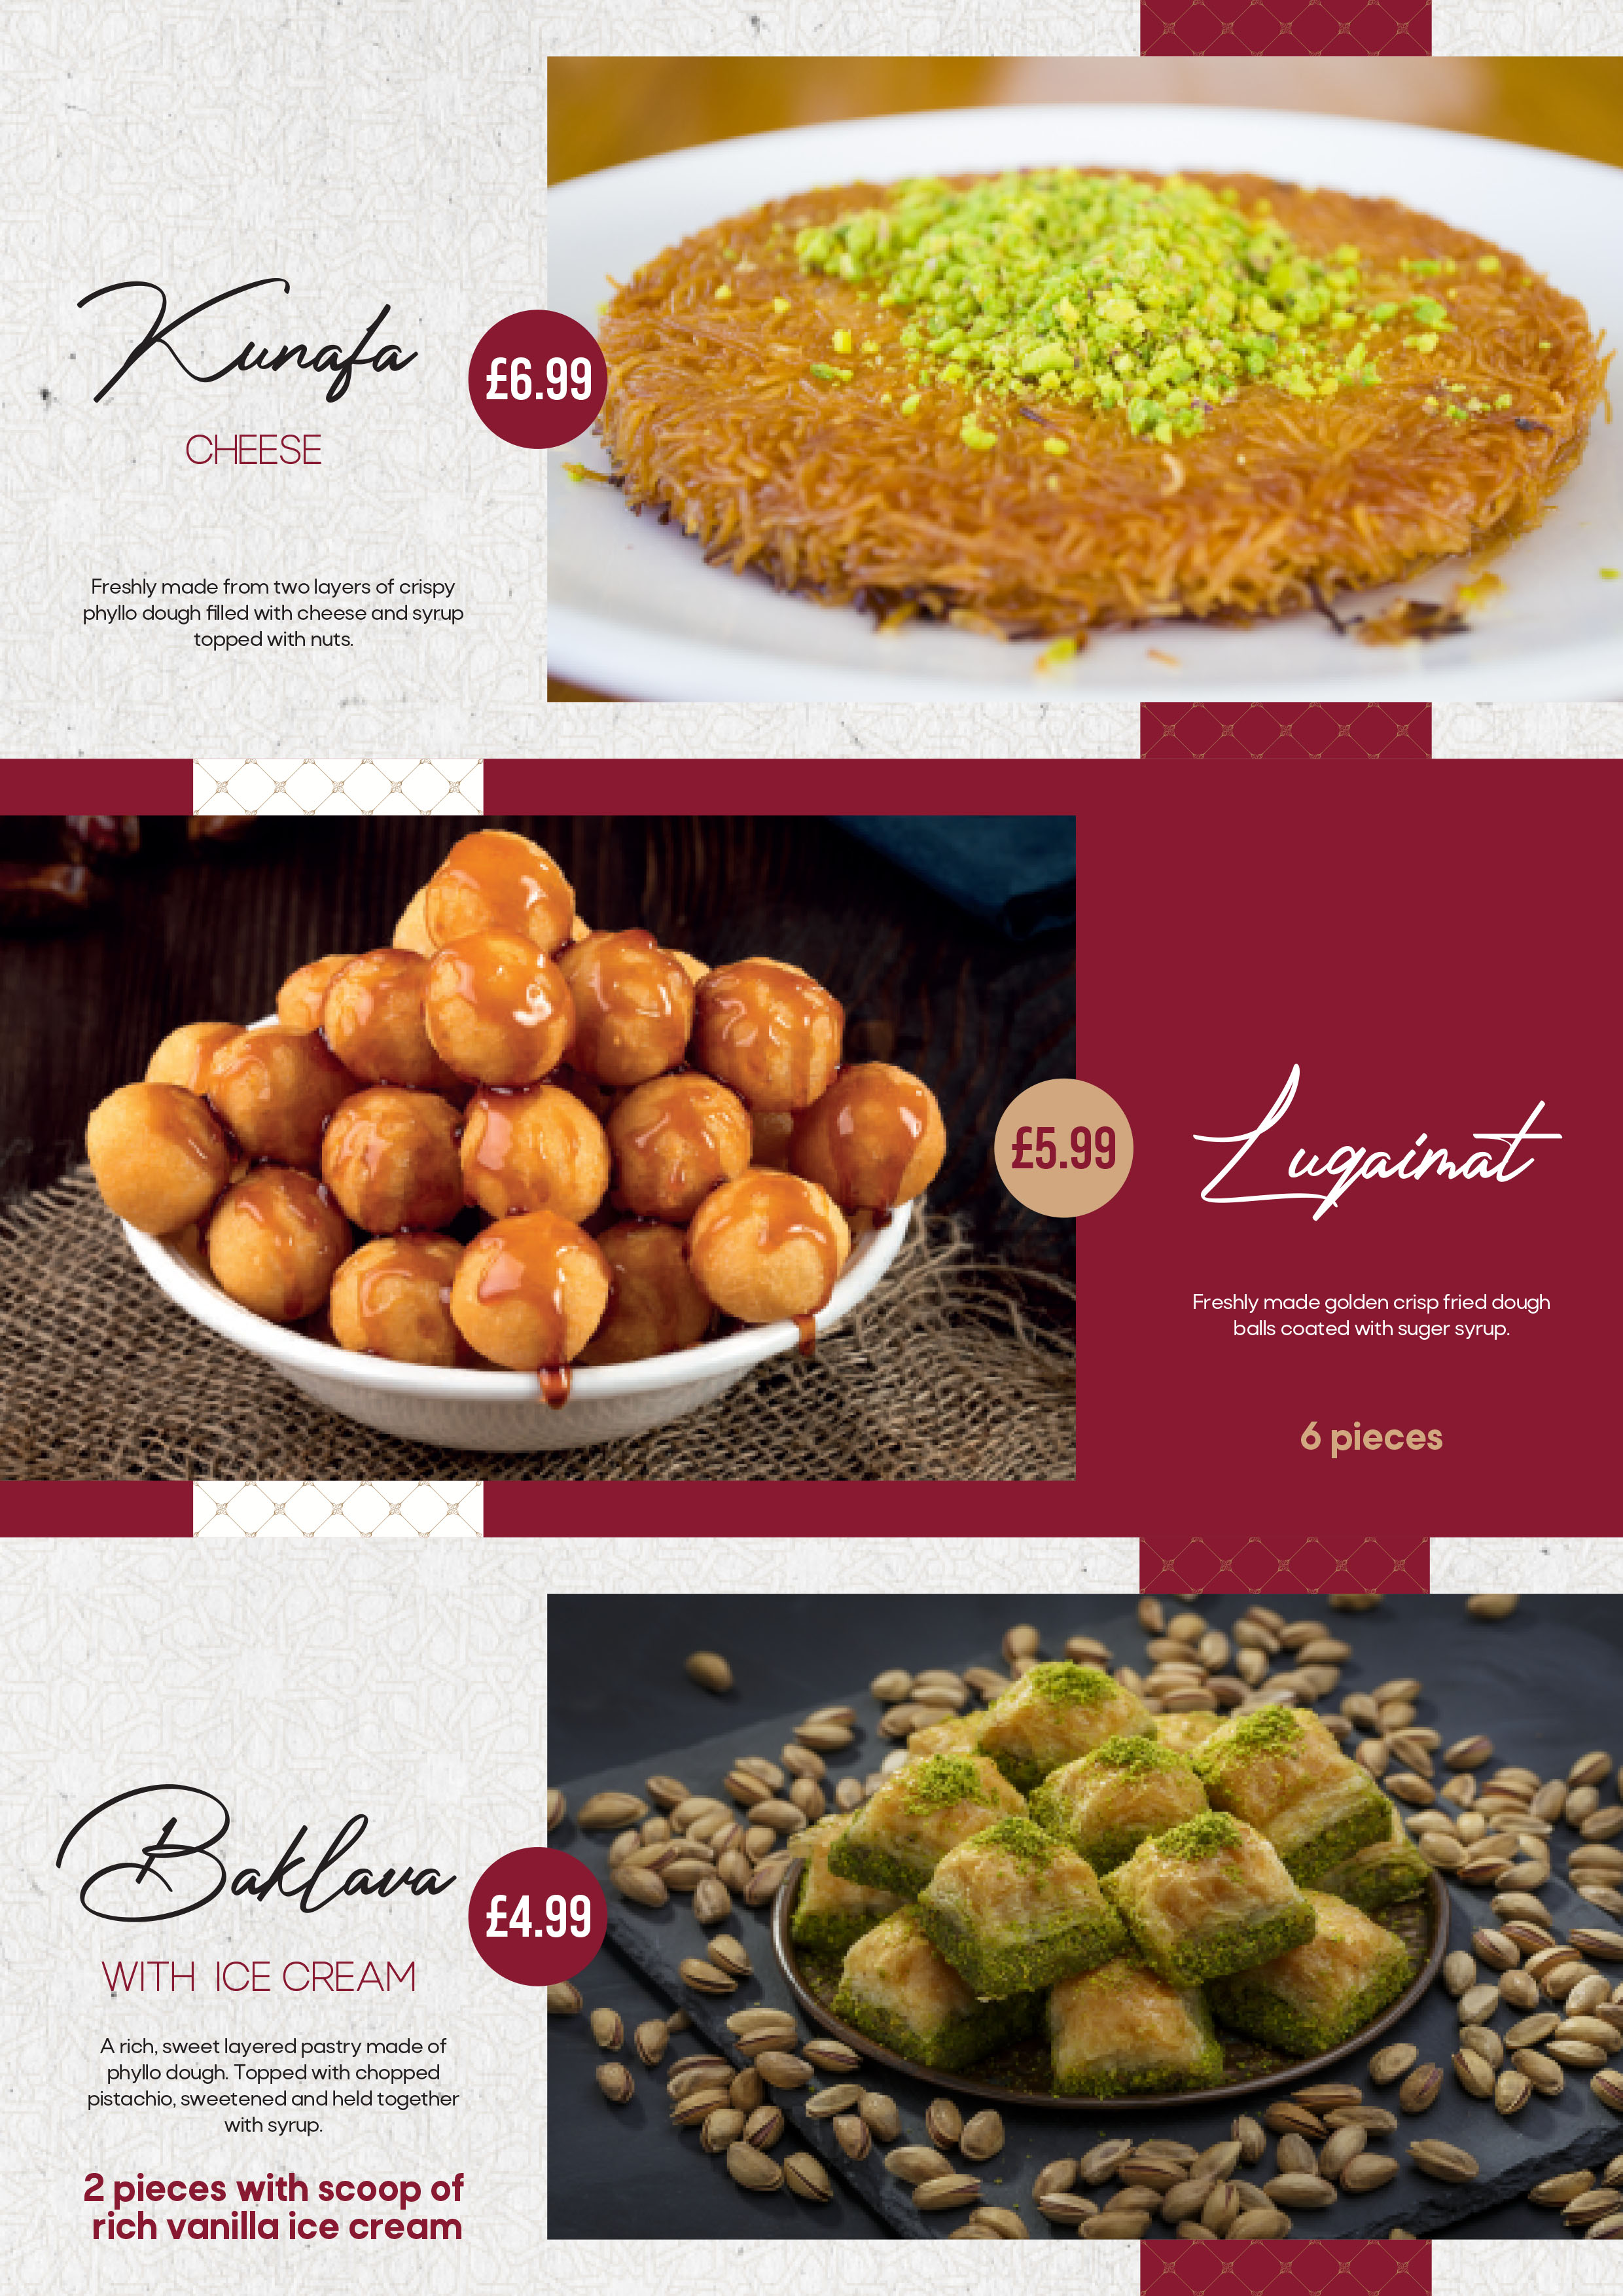 Kunafa
CHEESE
£6.99
Freshly made from two layers of crispy
phyllo dough filled with cheese and syrup
topped with nuts.
£5.99
Luqaimat
Freshly made golden crisp fried dough
balls coated with suger syrup.
6 pieces
Baklava
WITH ICE CREAM
£4.99
A rich, sweet layered pastry made of
phyllo dough. Topped with chopped
pistachio, sweetened and held together
with syrup.
2 pieces with scoop of
rich vanilla ice cream